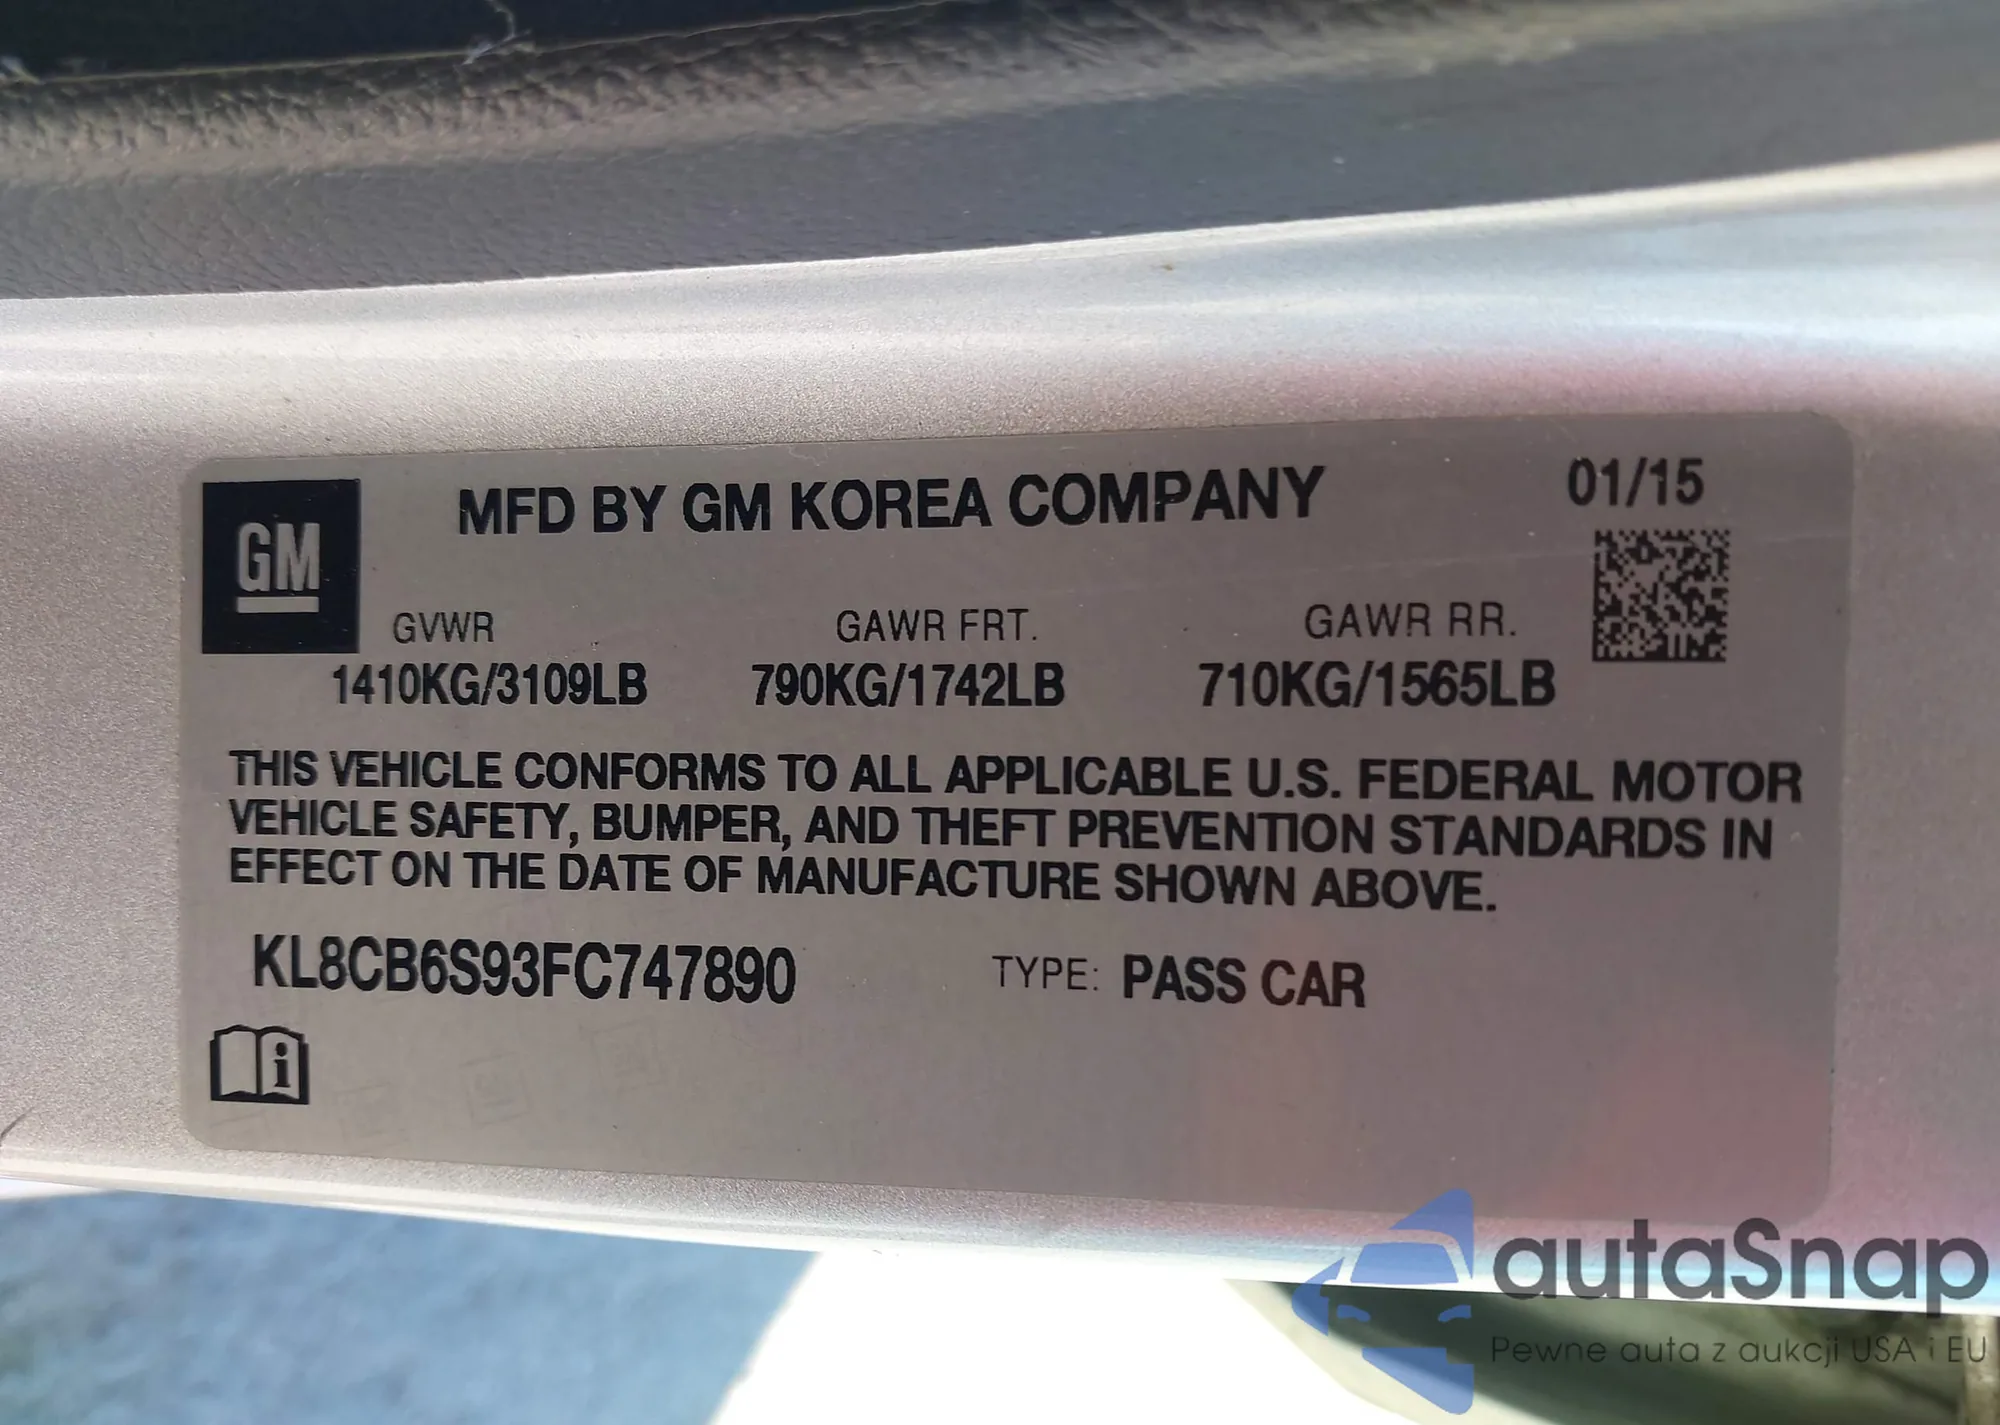 MFD BY GM KOREA COMPANY 01/15
GM
GVWR GAWR FRT. GAWR RR.
1410KG/3109LB 790KG/1742LB 710KG/1565LB
THIS VEHICLE CONFORMS TO ALL APPLICABLE U.S. FEDERAL MOTOR
VEHICLE SAFETY, BUMPER, AND THEFT PREVENTION STANDARDS IN
EFFECT ON THE DATE OF MANUFACTURE SHOWN ABOVE.
KL8CB6S93FC747890 TYPE: PASS CAR
i
autaSnap
Pewne auta z aukcji USA i EU